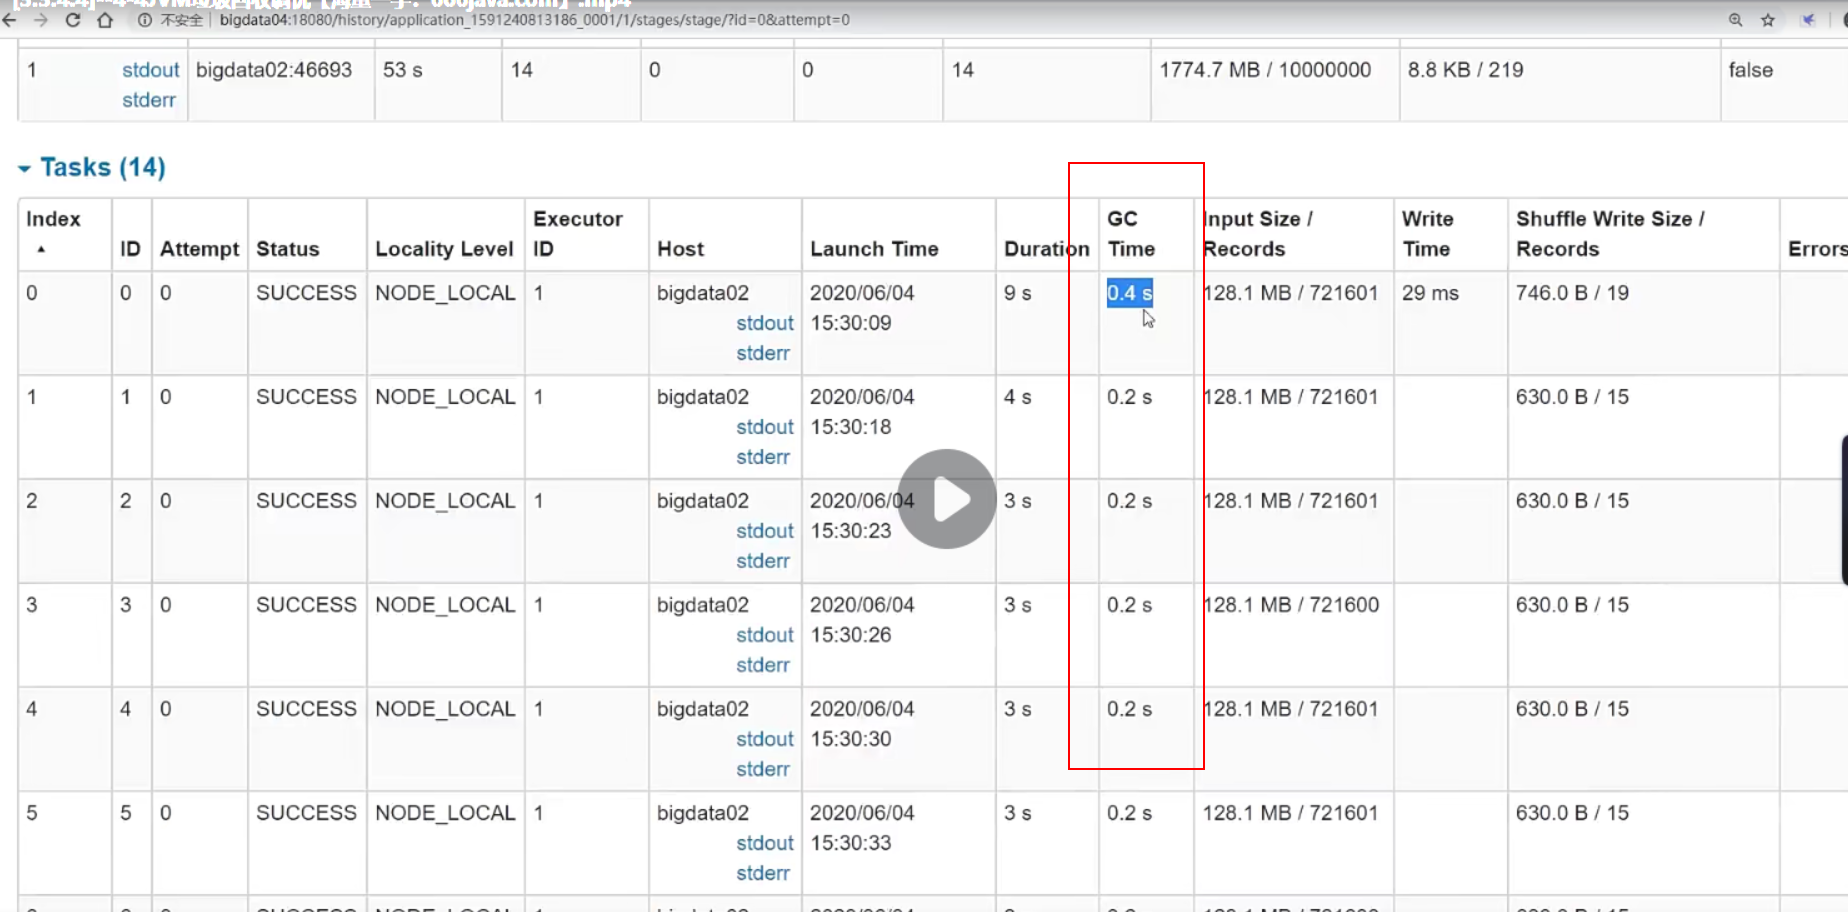 不安全 bigdata04:18080/history/application_1591240813186_0001/1/stages/stage/?id=0&attempt=0
1 stdout bigdata02:46693 53 s 14 0 0 14 1774.7 MB / 10000000 8.8 KB / 219 false
stderr
Tasks (14)
Index ID Attempt Status Locality Level Executor ID Host Launch Time Duration GC Time Input Size / Records Write Time Shuffle Write Size / Records Errors
0 0 0 SUCCESS NODE_LOCAL 1 bigdata02 2020/06/04 9 s 0.4 s 128.1 MB / 721601 29 ms 746.0 B / 19
stdout 15:30:09
stderr
1 1 0 SUCCESS NODE_LOCAL 1 bigdata02 2020/06/04 4 s 0.2 s 128.1 MB / 721601 630.0 B / 15
stdout 15:30:18
stderr
2 2 0 SUCCESS NODE_LOCAL 1 bigdata02 2020/06/04 3 s 0.2 s 128.1 MB / 721601 630.0 B / 15
stdout 15:30:23
stderr
3 3 0 SUCCESS NODE_LOCAL 1 bigdata02 2020/06/04 3 s 0.2 s 128.1 MB / 721600 630.0 B / 15
stdout 15:30:26
stderr
4 4 0 SUCCESS NODE_LOCAL 1 bigdata02 2020/06/04 3 s 0.2 s 128.1 MB / 721601 630.0 B / 15
stdout 15:30:30
stderr
5 5 0 SUCCESS NODE_LOCAL 1 bigdata02 2020/06/04 3 s 0.2 s 128.1 MB / 721601 630.0 B / 15
stdout 15:30:33
stderr